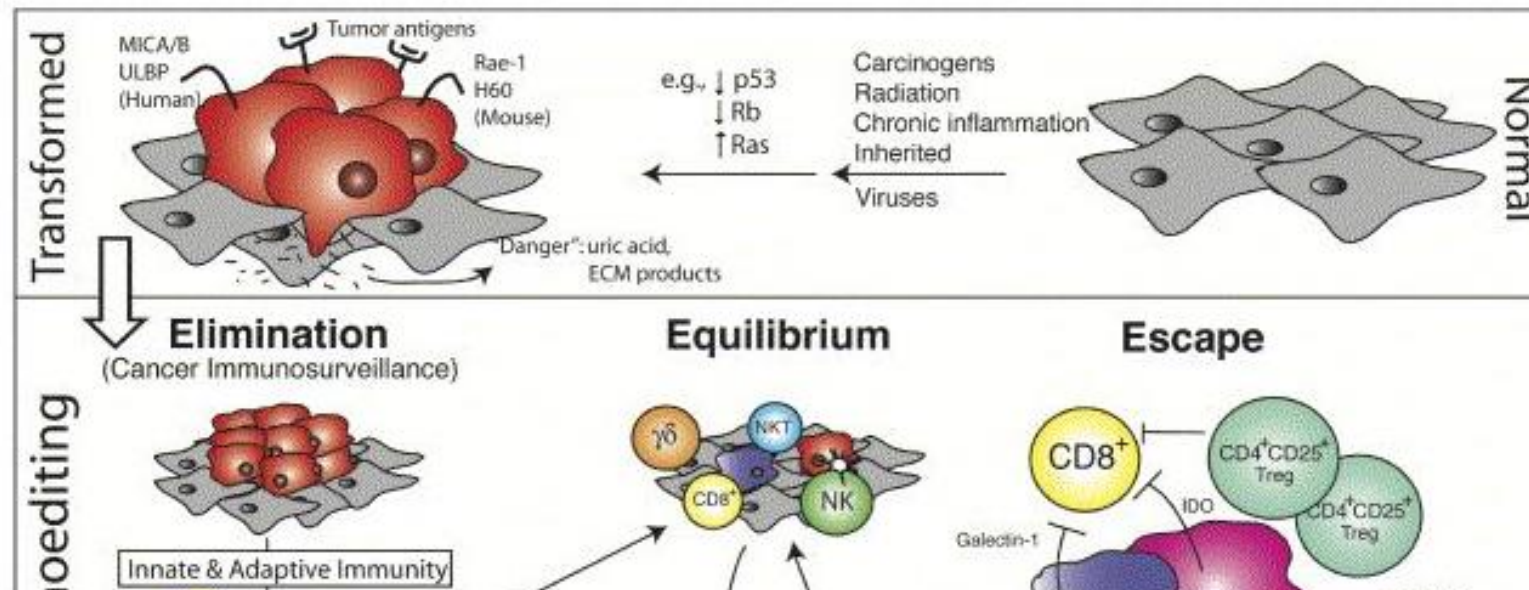 Transformed
MICA/B
ULBP
(Human)
Tumor antigens
Rae-1
H60
(Mouse)
e.g., ↓ p53
↓ Rb
↑ Ras
Carcinogens
Radiation
Chronic inflammation
Inherited
Viruses
Normal
"Danger": uric acid,
ECM products
Elimination
(Cancer Immunosurveillance)
Equilibrium
Escape
noediting
γδ
NKT
CD8+
NK
CD8+
CD4+CD25+
Treg
CD4+CD25+
Treg
IDO
Galectin-1
Innate & Adaptive Immunity